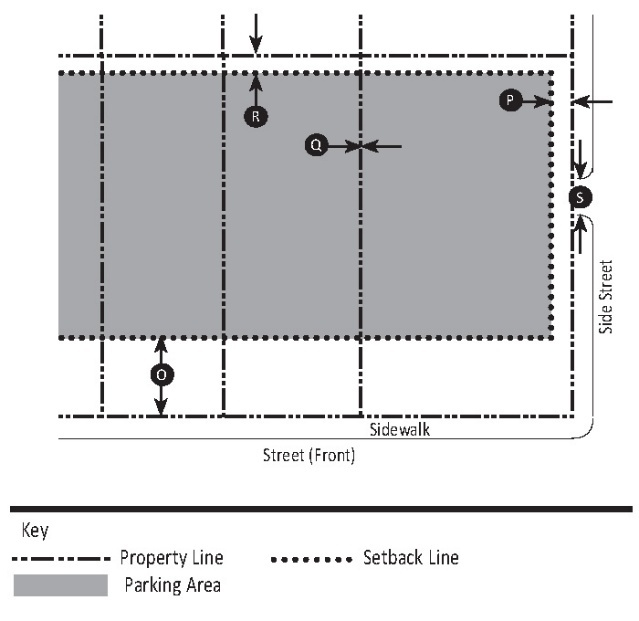 R
P
Q
S
Side Street
O
Sidewalk
Street (Front)
Key
Property Line
Setback Line
Parking Area